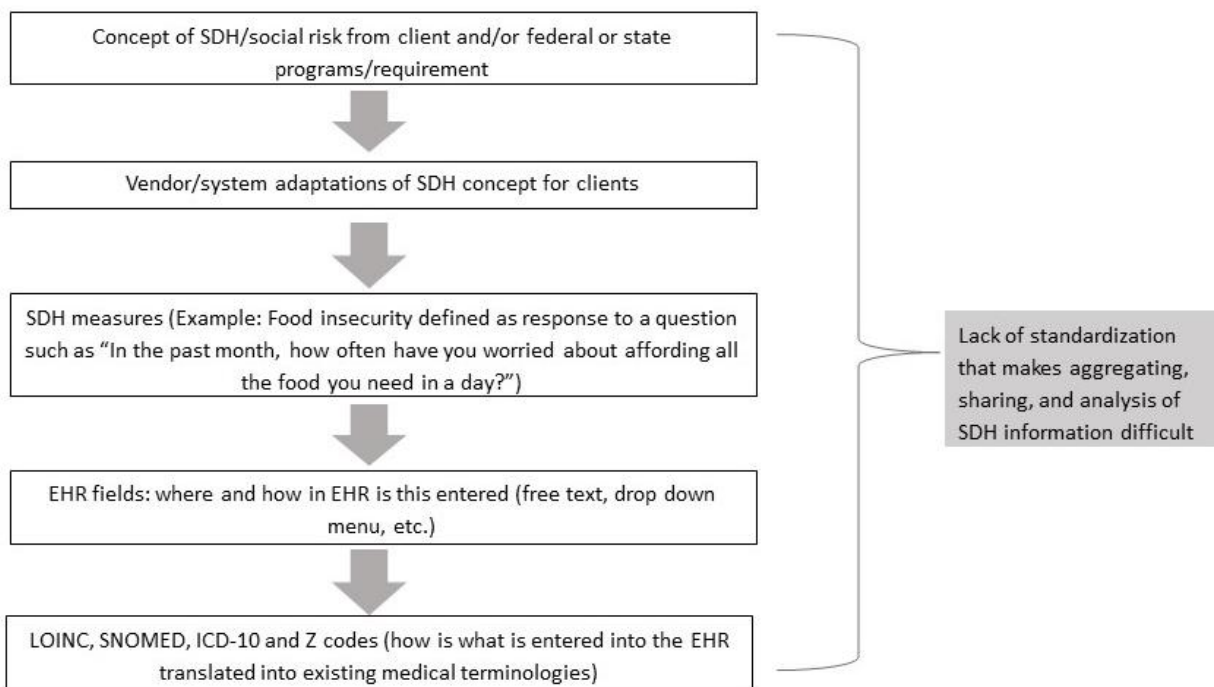 Concept of SDH/social risk from client and/or federal or state
programs/requirement
Vendor/system adaptations of SDH concept for clients
SDH measures (Example: Food insecurity defined as response to a question
such as “In the past month, how often have you worried about affording all
the food you need in a day?”)
EHR fields: where and how in EHR is this entered (free text, drop down
menu, etc.)
LOINC, SNOMED, ICD-10 and Z codes (how is what is entered into the EHR
translated into existing medical terminologies)
Lack of standardization
that makes aggregating,
sharing, and analysis of
SDH information difficult